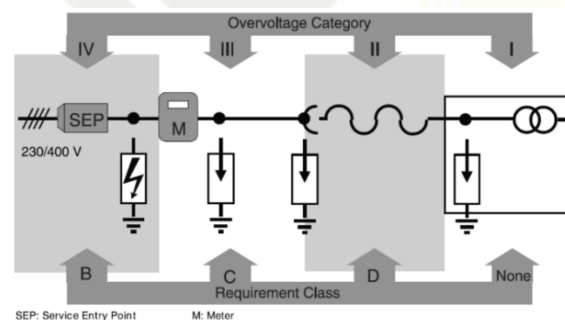 Overvoltage Category
IV III II I
SEP
M
230/400 V
B C D None
Requirement Class
SEP: Service Entry Point M: Meter